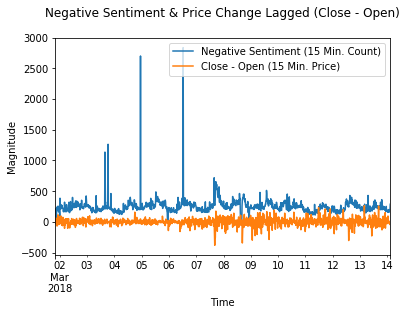 Negative Sentiment & Price Change Lagged (Close - Open)
Negative Sentiment (15 Min. Count)
Close - Open (15 Min. Price)
Magnitude
3000
2500
2000
1500
1000
500
0
−500
02 03 04 05 06 07 08 09 10 11 12 13 14
Mar
2018
Time